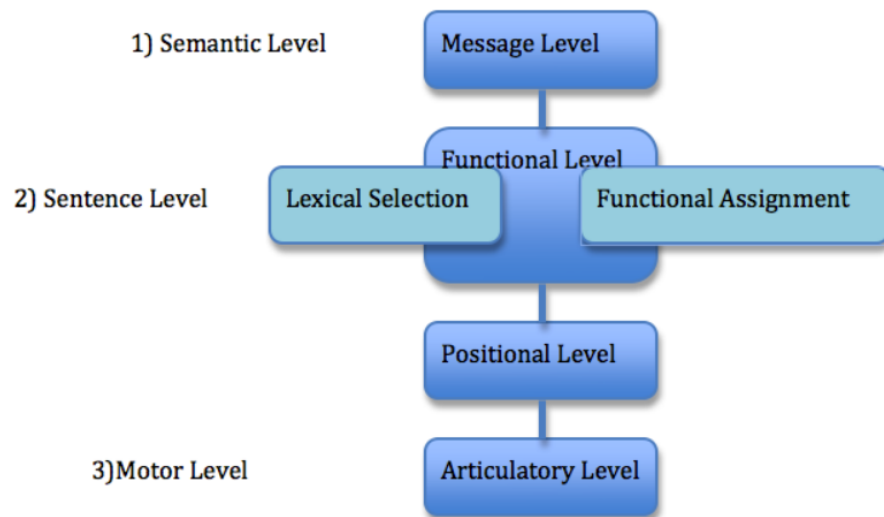 1) Semantic Level
Message Level
Functional Level
2) Sentence Level
Lexical Selection
Functional Assignment
Positional Level
3)Motor Level
Articulatory Level